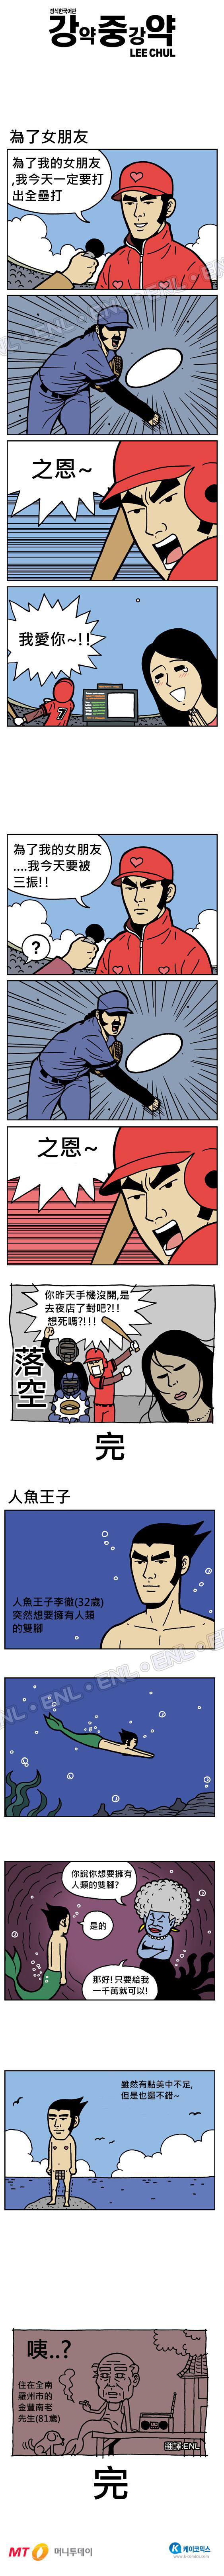 정식한국어판
강약중강약
LEE CHUL
為了女朋友
為了我的女朋友
,我今天一定要打
出全壘打
之恩~
我愛你~!!
7
為了我的女朋友
....我今天要被
三振!!
?
之恩~
你昨天手機沒開,是
去夜店了對吧?!!
想死嗎?!!!
落空
完
人魚王子
人魚王子李徹(32歲)
突然想要擁有人類
的雙腳
你說你想要擁有
人類的雙腳?
是的
那好!只要給我
一千萬就可以!
雖然有點美中不足,
但是也還不錯~
咦..?
住在全南
羅州市的
金豐南老
先生(81歲)
翻譯:ENL
完
MT 머니투데이
케이코믹스
ENL • ENL • ENL